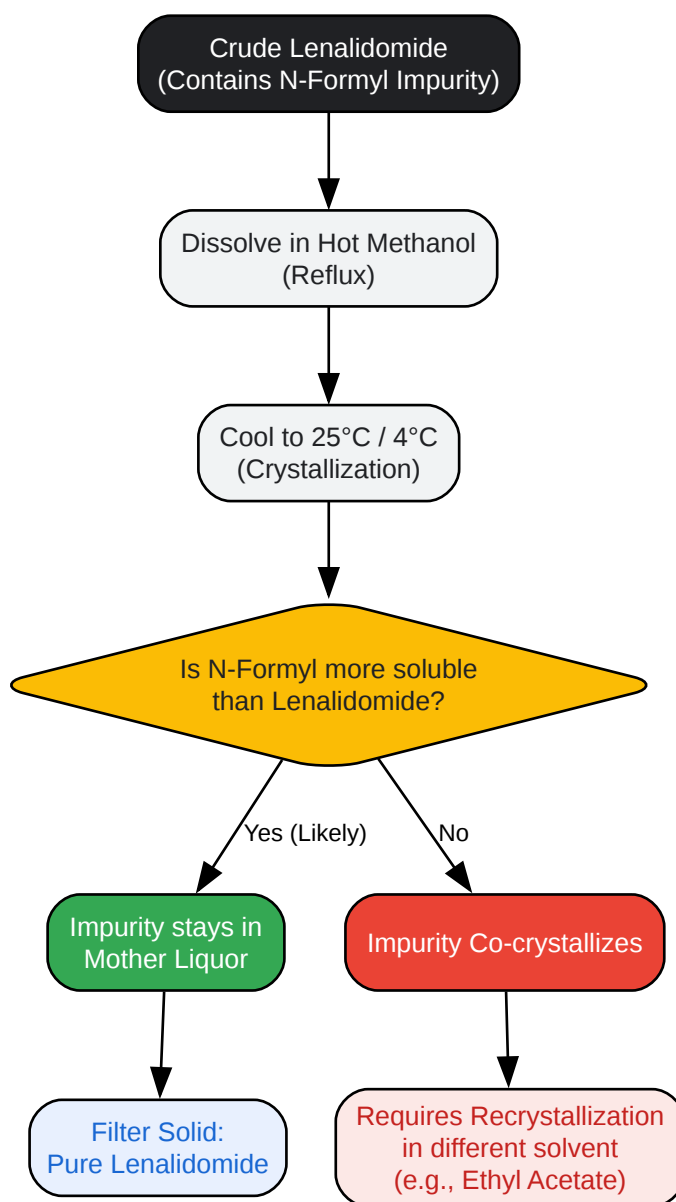 Crude Lenalidomide
(Contains N-Formyl Impurity)
Dissolve in Hot Methanol
(Reflux)
Cool to 25°C / 4°C
(Crystallization)
Is N-Formyl more soluble
than Lenalidomide?
Yes (Likely)
No
Impurity stays in
Mother Liquor
Impurity Co-crystallizes
Filter Solid:
Pure Lenalidomide
Requires Recrystallization
in different solvent
(e.g., Ethyl Acetate)